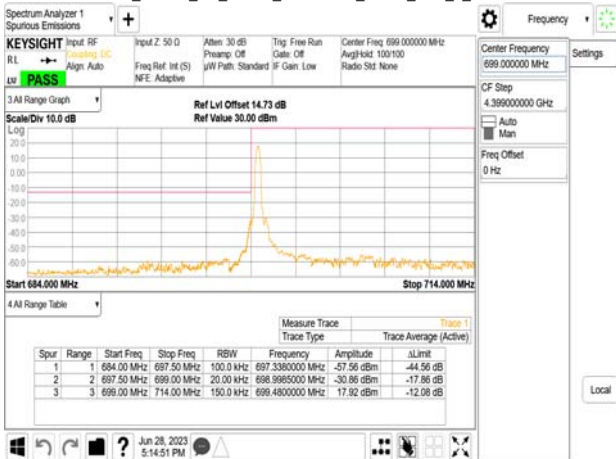 Spectrum Analyzer 1
Spurious Emissions
Frequency
KEYSIGHT Input: RF Input Z: 50 Ω Atten: 30 dB Trig: Free Run Center Freq: 699.000000 MHz
RL Coupling: DC Preamp: Off Gate: Off Avg|Hold: 100/100
Align: Auto Freq Ref: Int (S) µW Path: Standard IF Gain: Low Radio Std: None
LV PASS NFE: Adaptive
Center Frequency
699.000000 MHz
Settings
CF Step
4.399000000 GHz
Auto
Man
Freq Offset
0 Hz
3 All Range Graph
Ref Lvl Offset 14.73 dB
Scale/Div 10.0 dB Ref Value 30.00 dBm
Log
20.0
10.0
0.00
-10.0
-20.0
-30.0
-40.0
-50.0
-60.0
Start 684.000 MHz Stop 714.000 MHz
4 All Range Table
Measure Trace Trace 1
Trace Type Trace Average (Active)
Spur Range Start Freq Stop Freq RBW Frequency Amplitude ΔLimit
1 1 684.00 MHz 697.50 MHz 100.0 kHz 697.3380000 MHz -57.56 dBm -44.56 dB
2 2 697.50 MHz 699.00 MHz 20.00 kHz 698.9985000 MHz -30.86 dBm -17.86 dB
3 3 699.00 MHz 714.00 MHz 150.0 kHz 699.4800000 MHz 17.92 dBm -12.08 dB
Local
? Jun 28, 2023
5:14:51 PM